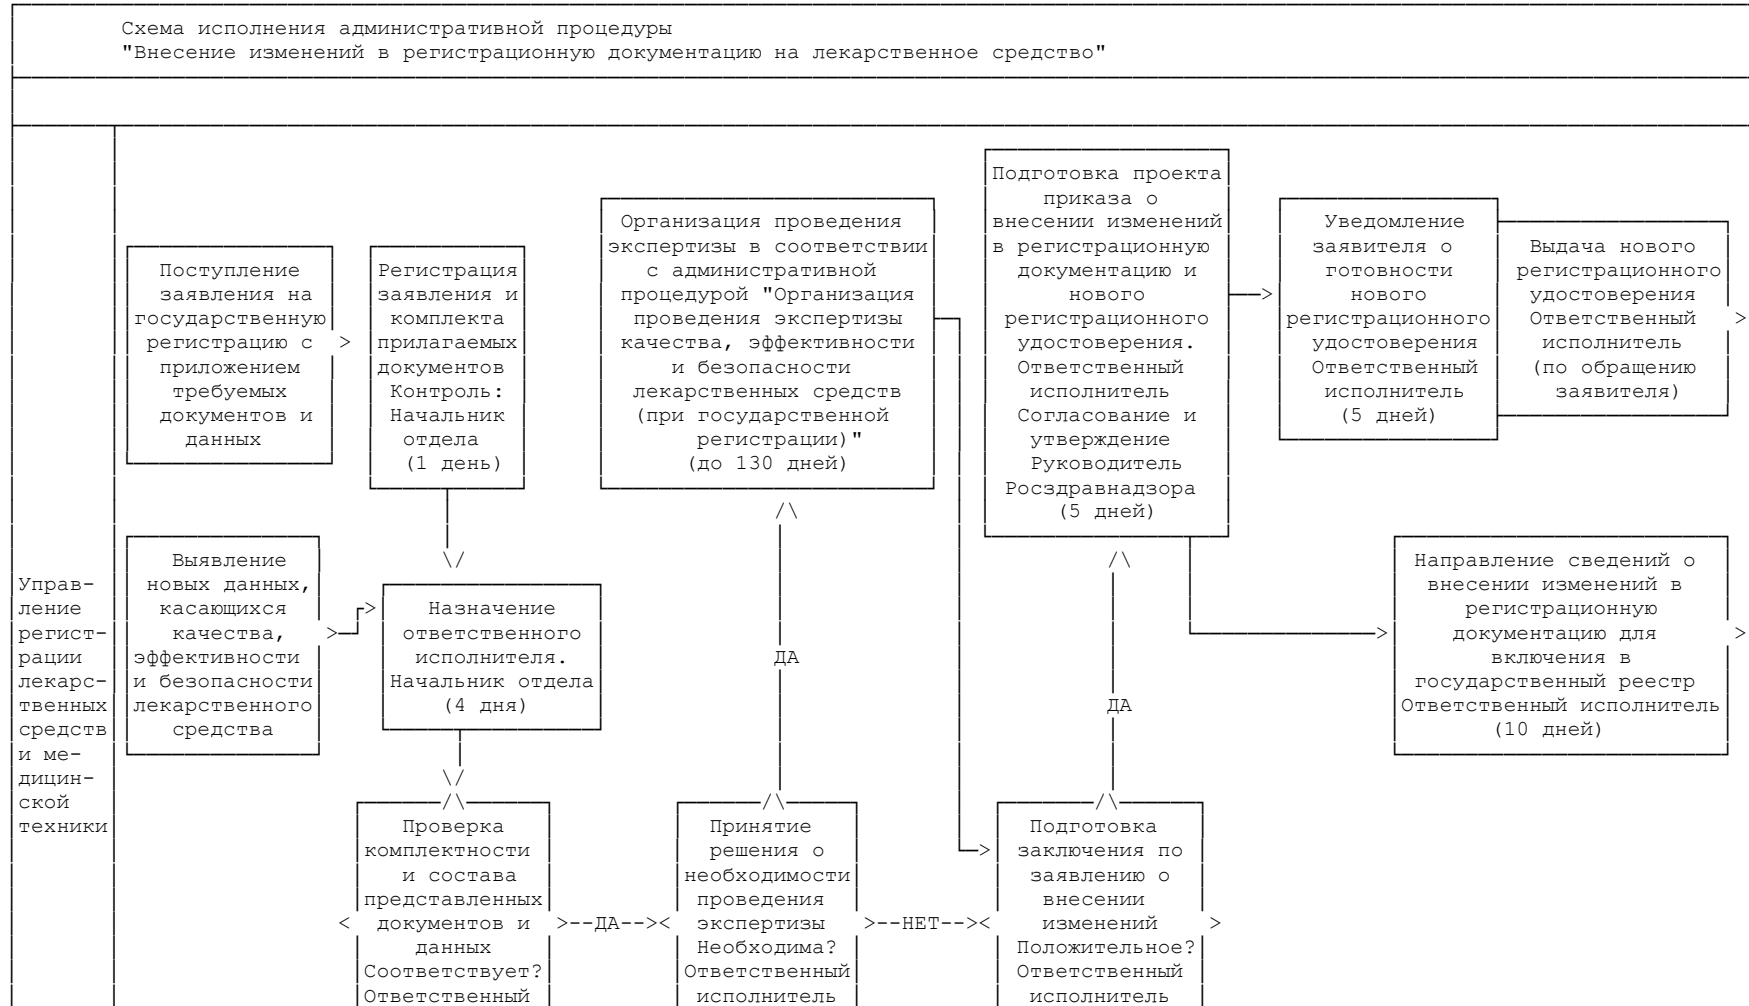 Схема исполнения административной процедуры
"Внесение изменений в регистрационную документацию на лекарственное средство"
Управ-
ление
регист-
рации
лекарс-
твенных
средств
и ме-
дицин-
ской
техники
Поступление
заявления на
государственную
регистрацию с
приложением
требуемых
документов и
данных
>
Регистрация
заявления и
комплекта
прилагаемых
документов
Контроль:
Начальник
отдела
(1 день)
\/
Выявление
новых данных,
касающихся
качества,
эффективности
и безопасности
лекарственного
средства
>
>
Назначение
ответственного
исполнителя.
Начальник отдела
(4 дня)
\/
/\
Проверка
комплектности
и состава
представленных
< документов и >--ДА--><
данных
Соответствует?
Ответственный
Организация проведения
экспертизы в соответствии
с административной
процедурой "Организация
проведения экспертизы
качества, эффективности
и безопасности
лекарственных средств
(при государственной
регистрации)"
(до 130 дней)
/\
ДА
/\
Принятие
решения о
необходимости
проведения
экспертизы >--НЕТ--><
Необходима?
Ответственный
исполнитель
Подготовка проекта
приказа о
внесении изменений
в регистрационную
документацию и
нового
регистрационного
удостоверения.
Ответственный
исполнитель
Согласование и
утверждение
Руководитель
Росздравнадзора
(5 дней)
/\
ДА
/\
>
Подготовка
заключения по
заявлению о
внесении
изменений >
Положительное?
Ответственный
исполнитель
>
Уведомление
заявителя о
готовности
нового
регистрационного
удостоверения
Ответственный
исполнитель
(5 дней)
Выдача нового
регистрационного
удостоверения
Ответственный
исполнитель
(по обращению
заявителя)
>
>
Направление сведений о
внесении изменений в
регистрационную
документацию для
включения в
государственный реестр
Ответственный исполнитель
(10 дней)
>